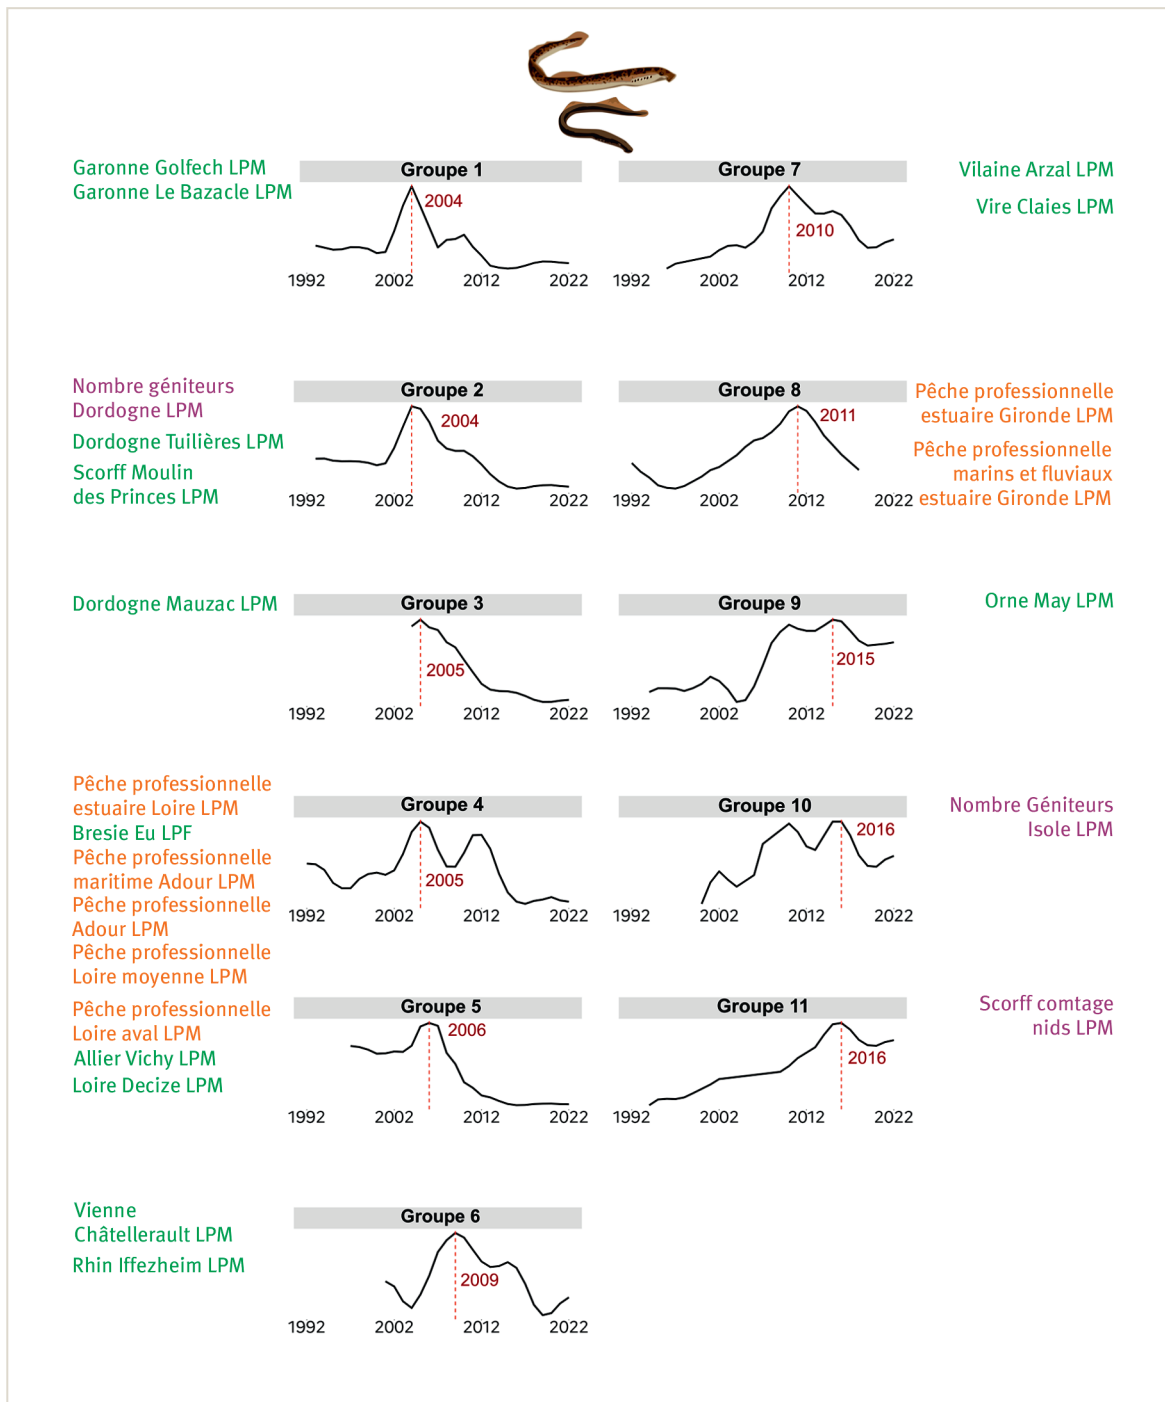 Garonne Golfech LPM
Garonne Le Bazacle LPM
Groupe 1
2004
1992 2002 2012 2022
Groupe 7
2010
1992 2002 2012 2022
Vilaine Arzal LPM
Vire Claies LPM
Nombre géniteurs
Dordogne LPM
Dordogne Tuilières LPM
Scorff Moulin
des Princes LPM
Groupe 2
2004
1992 2002 2012 2022
Groupe 8
2011
1992 2002 2012 2022
Pêche professionnelle
estuaire Gironde LPM
Pêche professionnelle
marins et fluviaux
estuaire Gironde LPM
Dordogne Mauzac LPM
Groupe 3
2005
1992 2002 2012 2022
Groupe 9
2015
1992 2002 2012 2022
Orne May LPM
Pêche professionnelle
estuaire Loire LPM
Bresie Eu LPF
Pêche professionnelle
maritime Adour LPM
Pêche professionnelle
Adour LPM
Pêche professionnelle
Loire moyenne LPM
Groupe 4
2005
1992 2002 2012 2022
Groupe 10
2016
1992 2002 2012 2022
Nombre Géniteurs
Isole LPM
Pêche professionnelle
Loire aval LPM
Allier Vichy LPM
Loire Decize LPM
Groupe 5
2006
1992 2002 2012 2022
Groupe 11
2016
1992 2002 2012 2022
Scorff comtage
nids LPM
Vienne
Châtellerault LPM
Rhin Iffezheim LPM
Groupe 6
2009
1992 2002 2012 2022